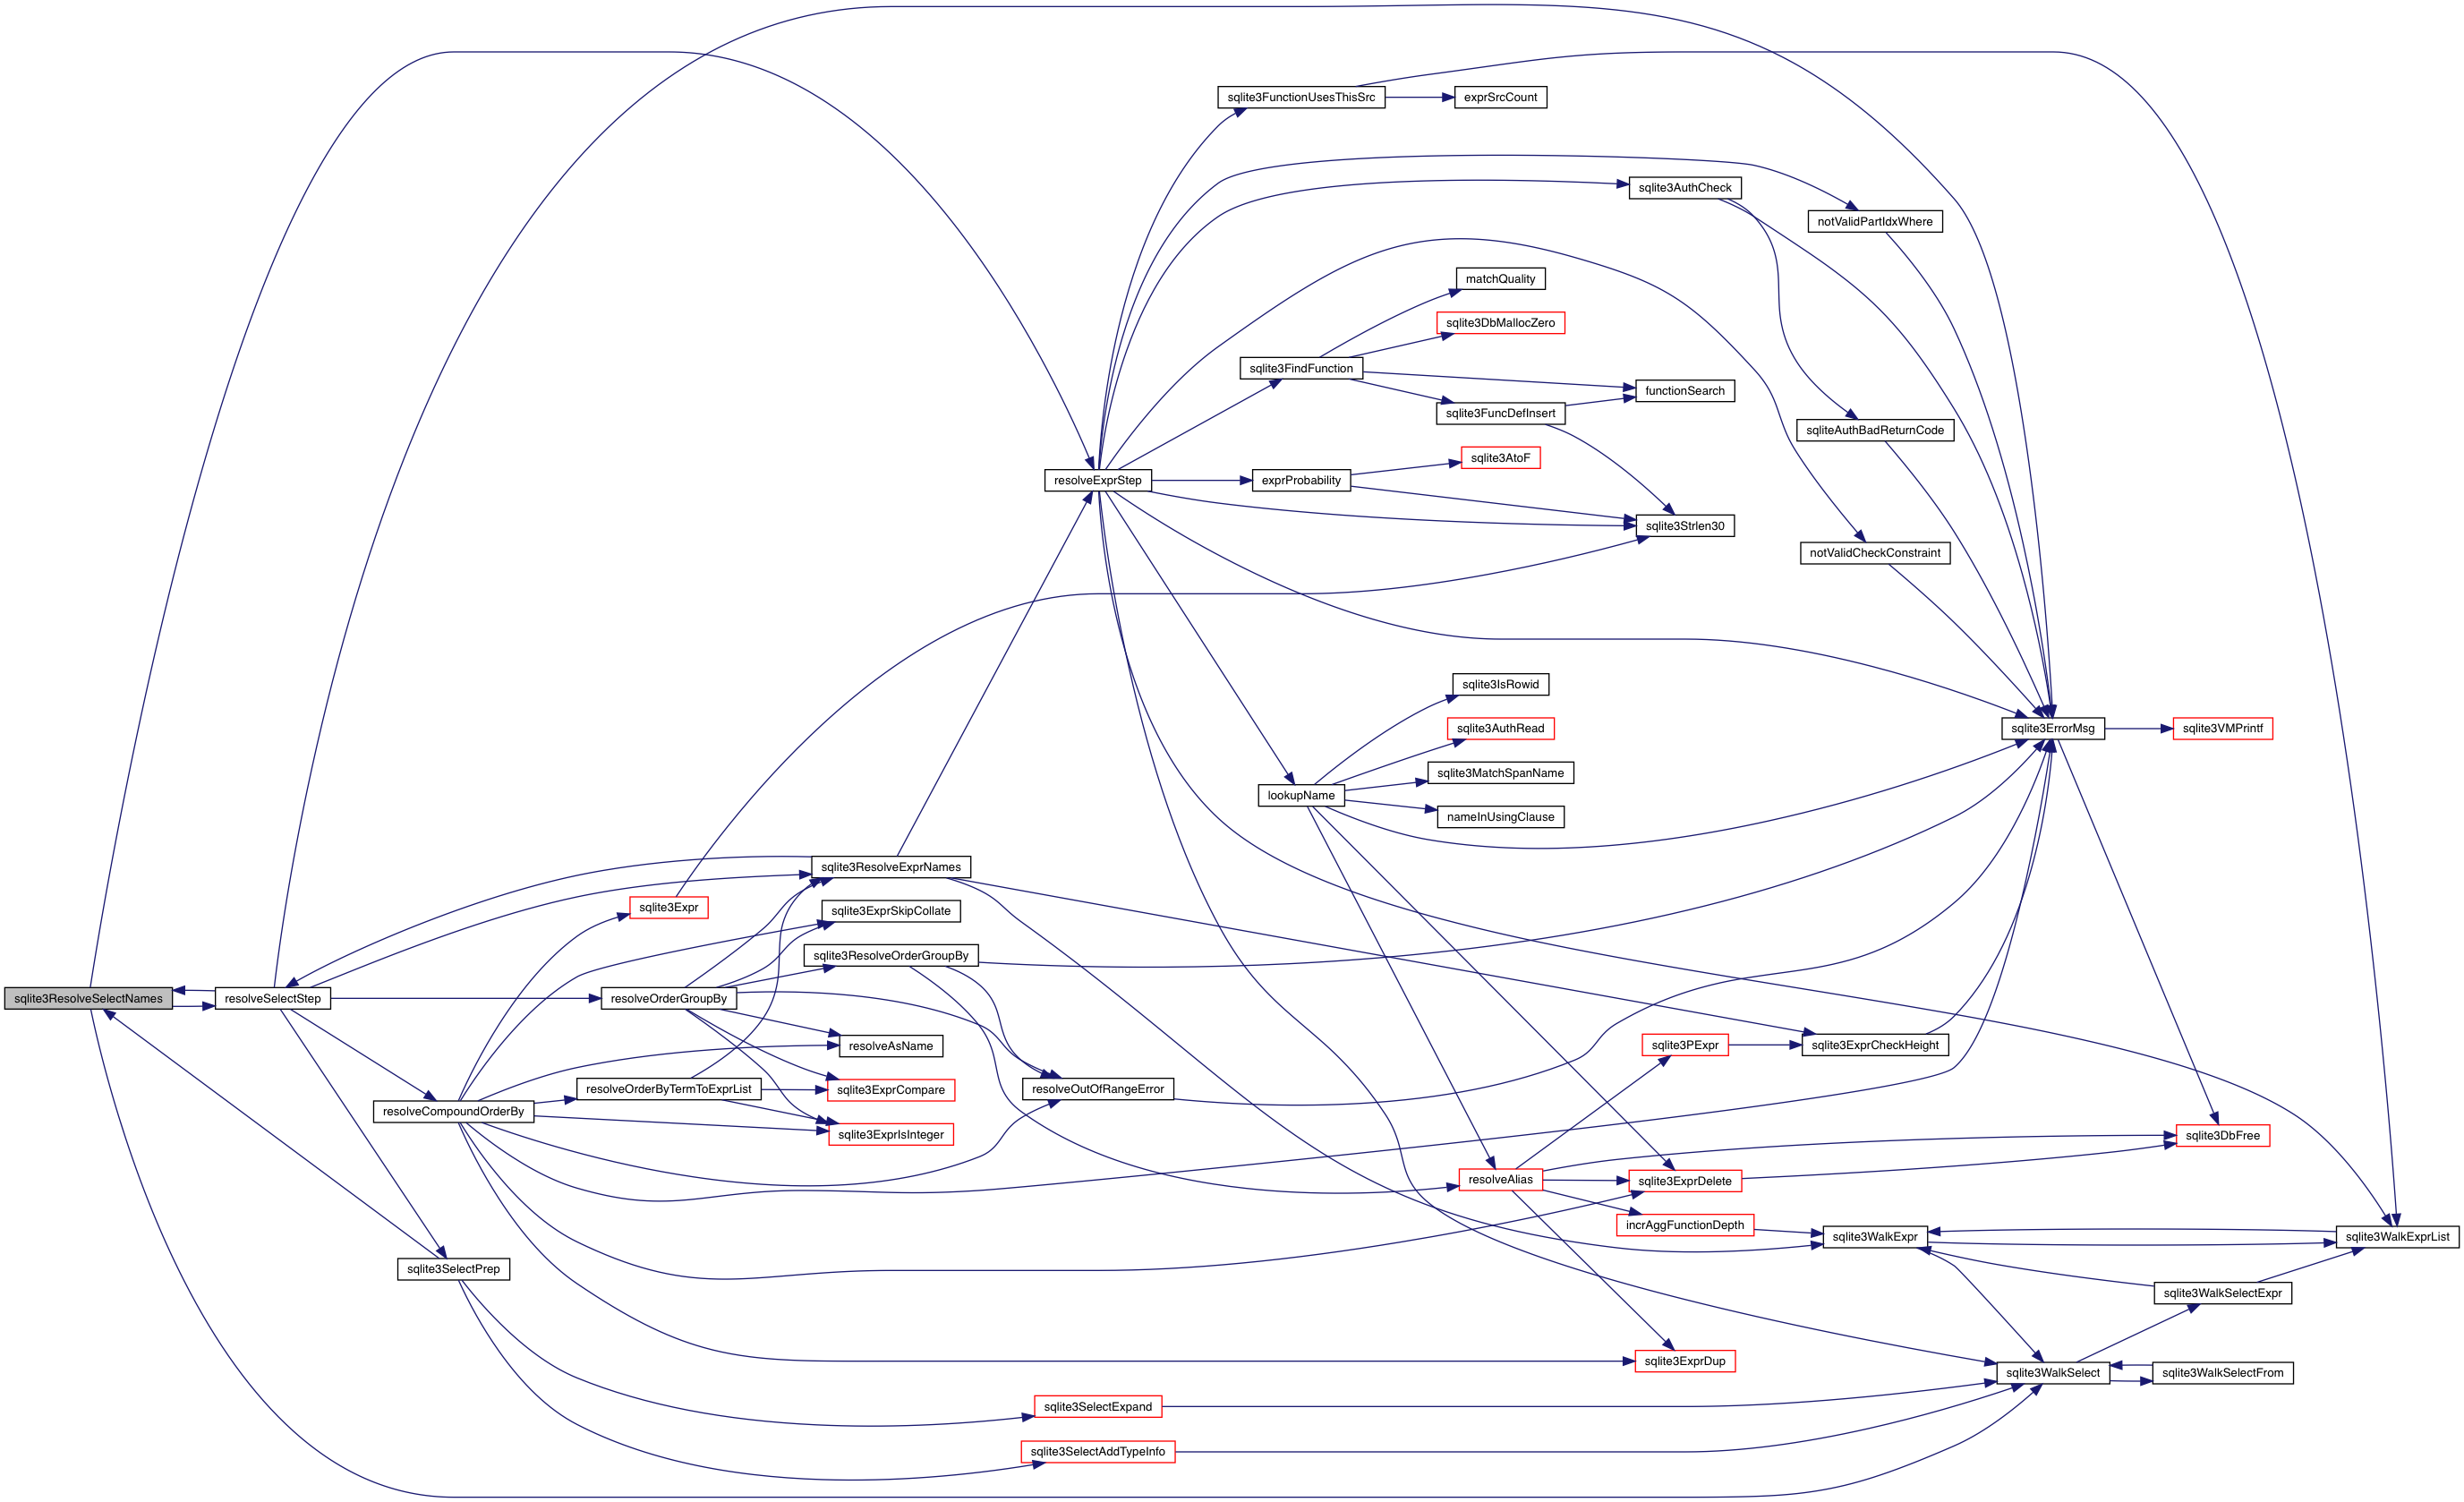 sqlite3FunctionUsesThisSrc
exprSrcCount
sqlite3AuthCheck
notValidPartIdxWhere
matchQuality
sqlite3DbMallocZero
sqlite3FindFunction
functionSearch
sqlite3FuncDefInsert
sqliteAuthBadReturnCode
sqlite3AtoF
resolveExprStep
exprProbability
sqlite3Strlen30
notValidCheckConstraint
sqlite3IsRowid
sqlite3AuthRead
sqlite3ErrorMsg
sqlite3VMPrintf
sqlite3MatchSpanName
lookupName
nameInUsingClause
sqlite3ResolveExprNames
sqlite3Expr
sqlite3ExprSkipCollate
sqlite3ResolveOrderGroupBy
sqlite3ResolveSelectNames
resolveSelectStep
resolveOrderGroupBy
resolveAsName
sqlite3PExpr
sqlite3ExprCheckHeight
resolveOrderByTermToExprList
sqlite3ExprCompare
resolveOutOfRangeError
resolveCompoundOrderBy
sqlite3ExprIsInteger
sqlite3DbFree
resolveAlias
sqlite3ExprDelete
incrAggFunctionDepth
sqlite3WalkExpr
sqlite3WalkExprList
sqlite3SelectPrep
sqlite3WalkSelectExpr
sqlite3ExprDup
sqlite3WalkSelect
sqlite3WalkSelectFrom
sqlite3SelectExpand
sqlite3SelectAddTypeInfo